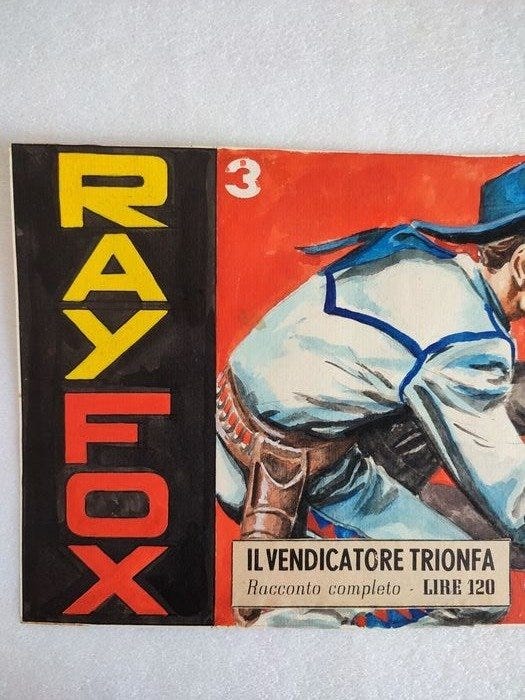 RAY FOX
3
IL VENDICATORE TRIONFA
Racconto completo - LIRE 120